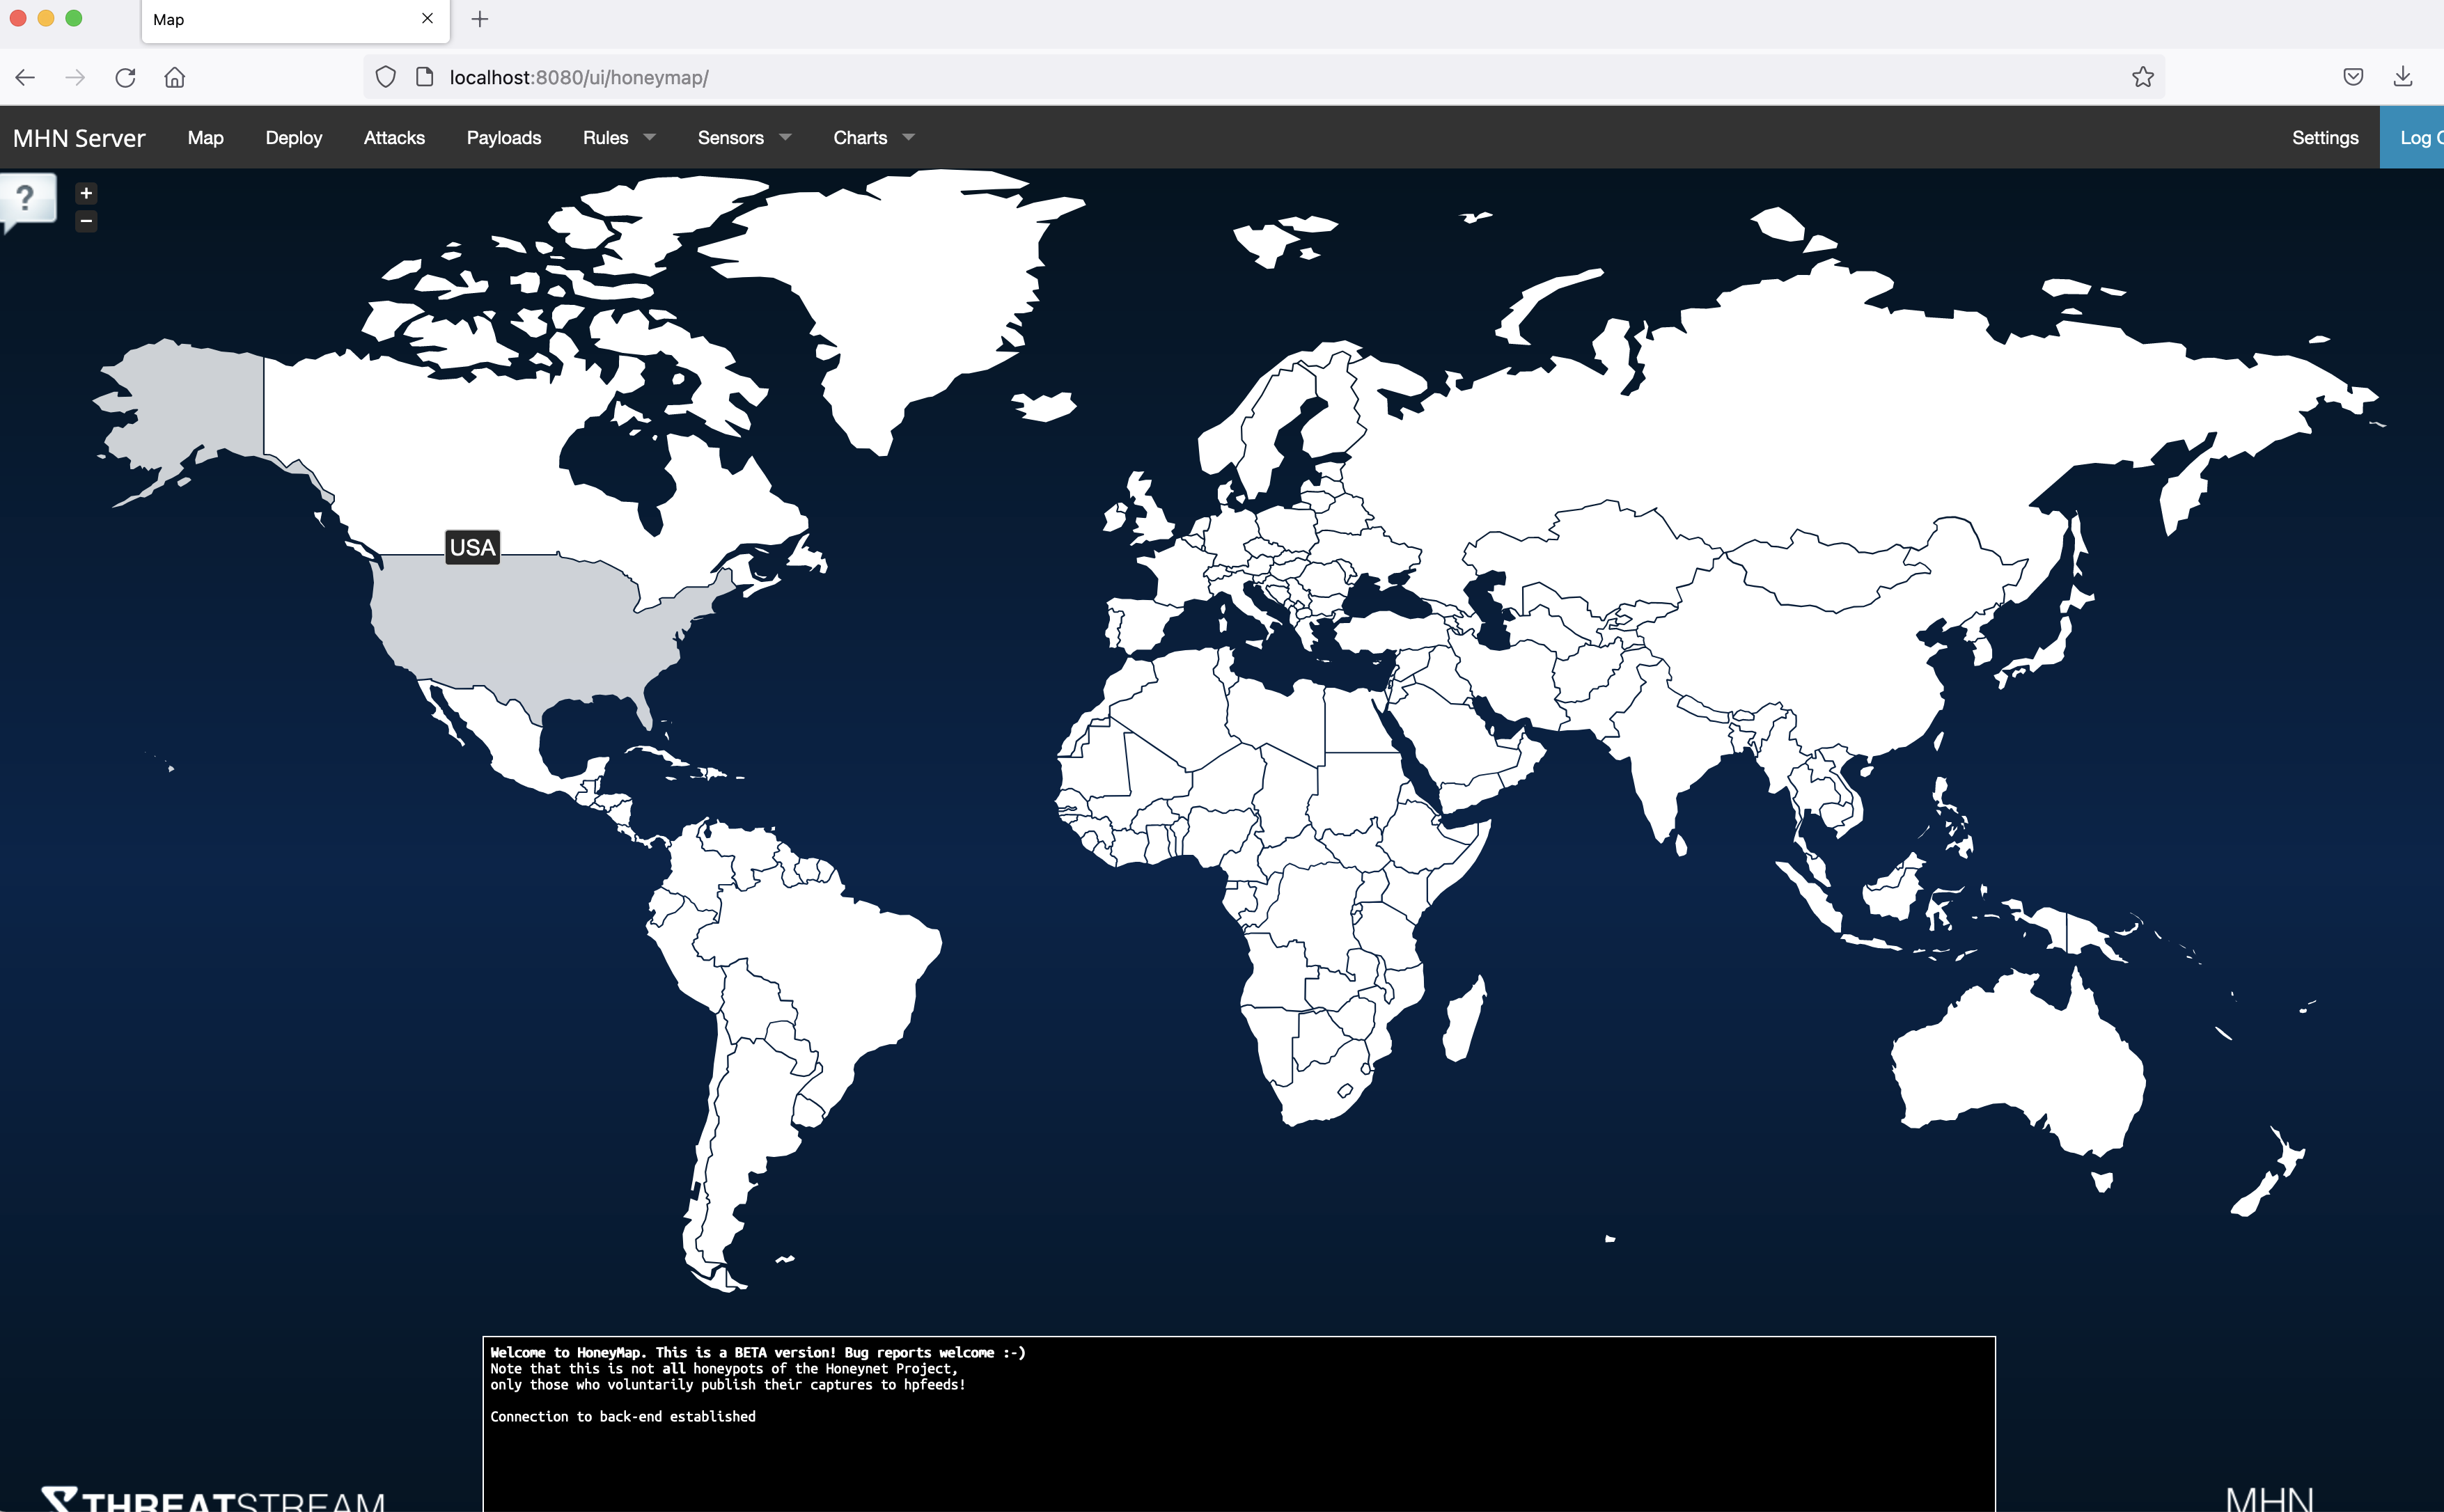 Map
localhost:8080/ui/honeymap/
MHN Server Map Deploy Attacks Payloads Rules Sensors Charts Settings Log
?
+
−
USA
Welcome to HoneyMap. This is a BETA version! Bug reports welcome :-)
Note that this is not all honeypots of the Honeynet Project,
only those who voluntarily publish their captures to hpfeeds!
Connection to back-end established
THREATSTREAM
MHN